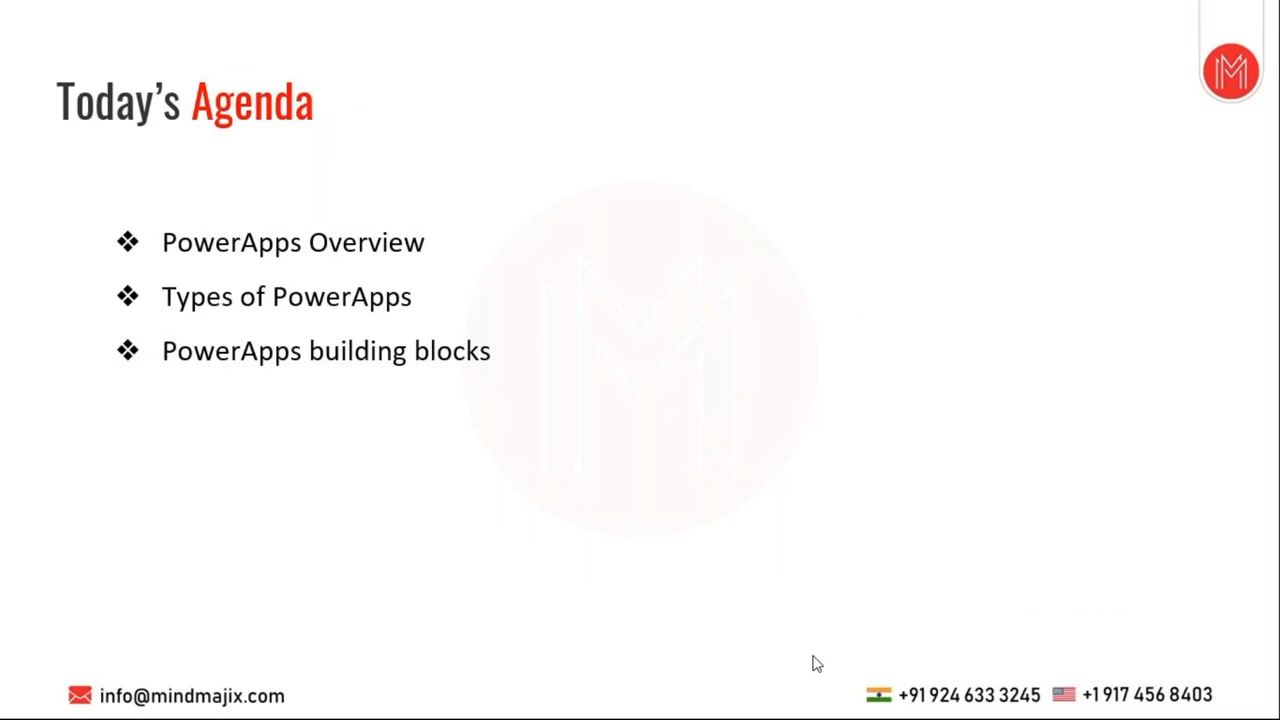 Today’s Agenda
❖ PowerApps Overview
❖ Types of PowerApps
❖ PowerApps building blocks
info@mindmajix.com
+91 924 633 3245
+1 917 456 8403